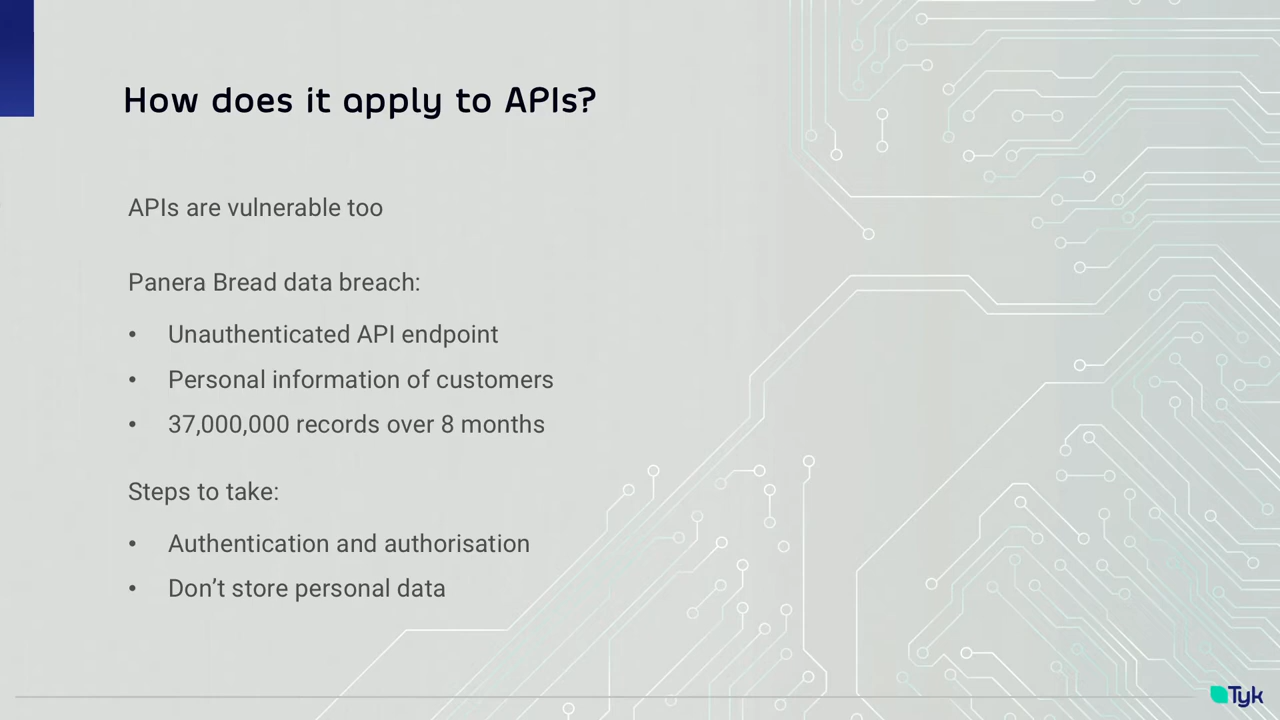 How does it apply to APIs?
APIs are vulnerable too
Panera Bread data breach:
• Unauthenticated API endpoint
• Personal information of customers
• 37,000,000 records over 8 months
Steps to take:
• Authentication and authorisation
• Don’t store personal data
Tyk